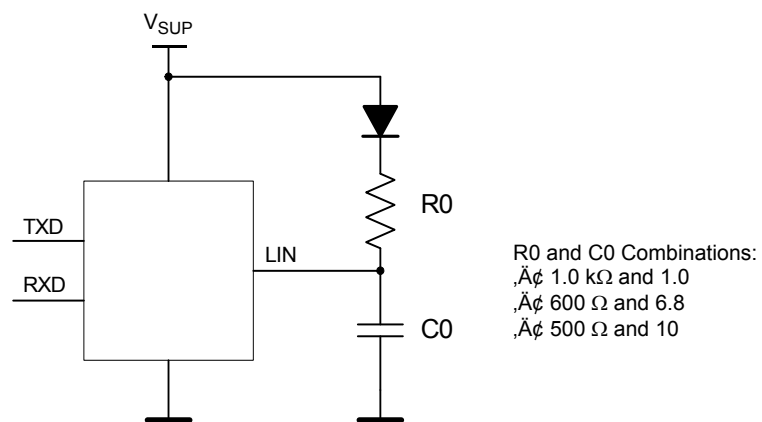 VSUP
R0
TXD
LIN
RXD
C0
R0 and C0 Combinations:
‚Ä¢ 1.0 kΩ and 1.0
‚Ä¢ 600 Ω and 6.8
‚Ä¢ 500 Ω and 10